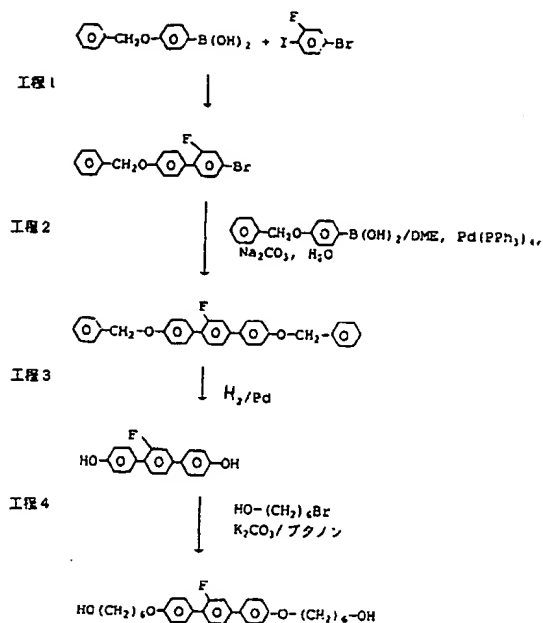 F
CH₂O B(OH)₂ + I Br
工程1
F
CH₂O Br
工程2
CH₂O B(OH)₂/DME, Pd(PPh₃)₄,
Na₂CO₃, H₂O
F
CH₂-O O-CH₂
工程3
H₂/Pd
F
HO OH
工程4
HO-(CH₂)₆Br
K₂CO₃/ブタノン
F
HO(CH₂)₆O O-(CH₂)₆-OH